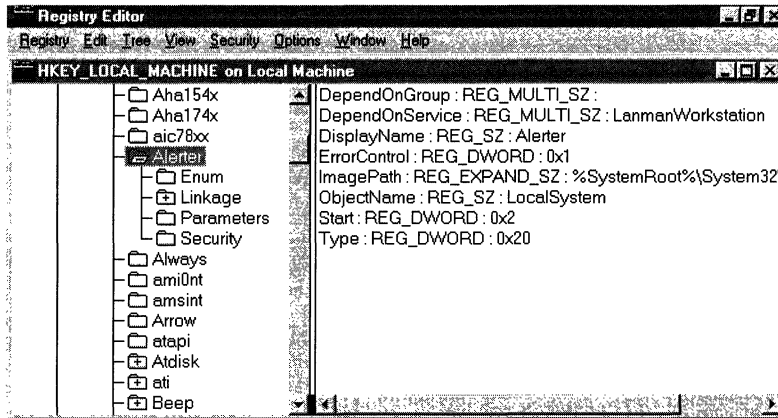 Registry Editor
Registry Edit Tree View Security Options Window Help
HKEY_LOCAL_MACHINE on Local Machine
Aha154x
Aha174x
aic78xx
Alerter
Enum
Linkage
Parameters
Security
Always
ami0nt
amsint
Arrow
atapi
Atdisk
ati
Beep
DependOnGroup : REG_MULTI_SZ :
DependOnService : REG_MULTI_SZ : LanmanWorkstation
DisplayName : REG_SZ : Alerter
ErrorControl : REG_DWORD : 0x1
ImagePath : REG_EXPAND_SZ : %SystemRoot%\System32\
ObjectName : REG_SZ : LocalSystem
Start : REG_DWORD : 0x2
Type : REG_DWORD : 0x20